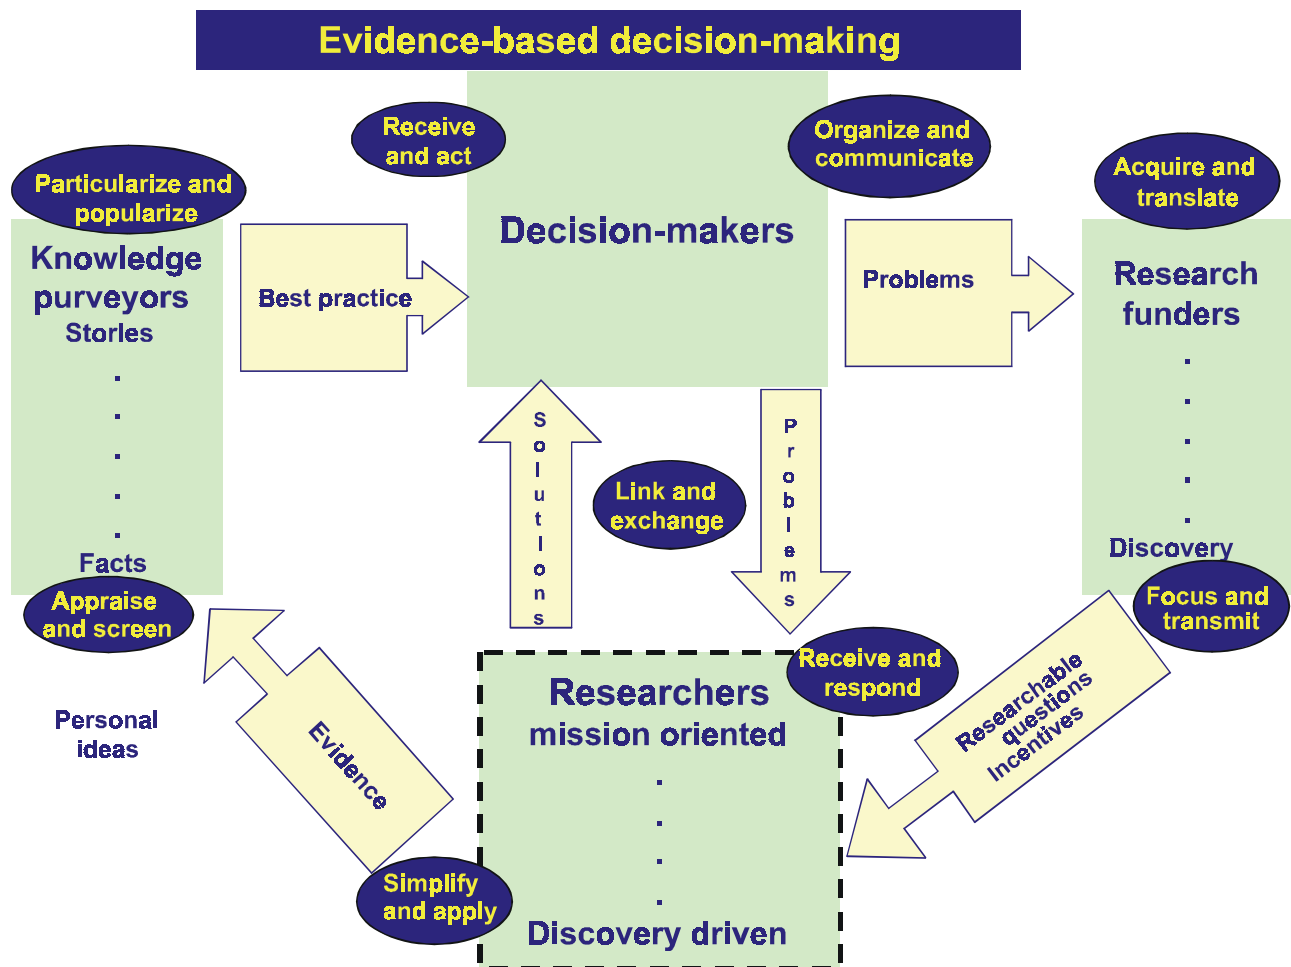 Evidence-based decision-making
Receive
and act
Organize and
communicate
Particularize and
popularize
Acquire and
translate
Decision-makers
Knowledge
purveyors
Storles
Facts
Best practice
Problems
Research
funders
Discovery
Solutlons
Problems
Link and
exchange
Appraise
and screen
Focus and
transmit
Personal
ideas
Evidence
Receive and
respond
Researchable
questions
Incentives
Researchers
mission oriented
Discovery driven
Simplify
and apply